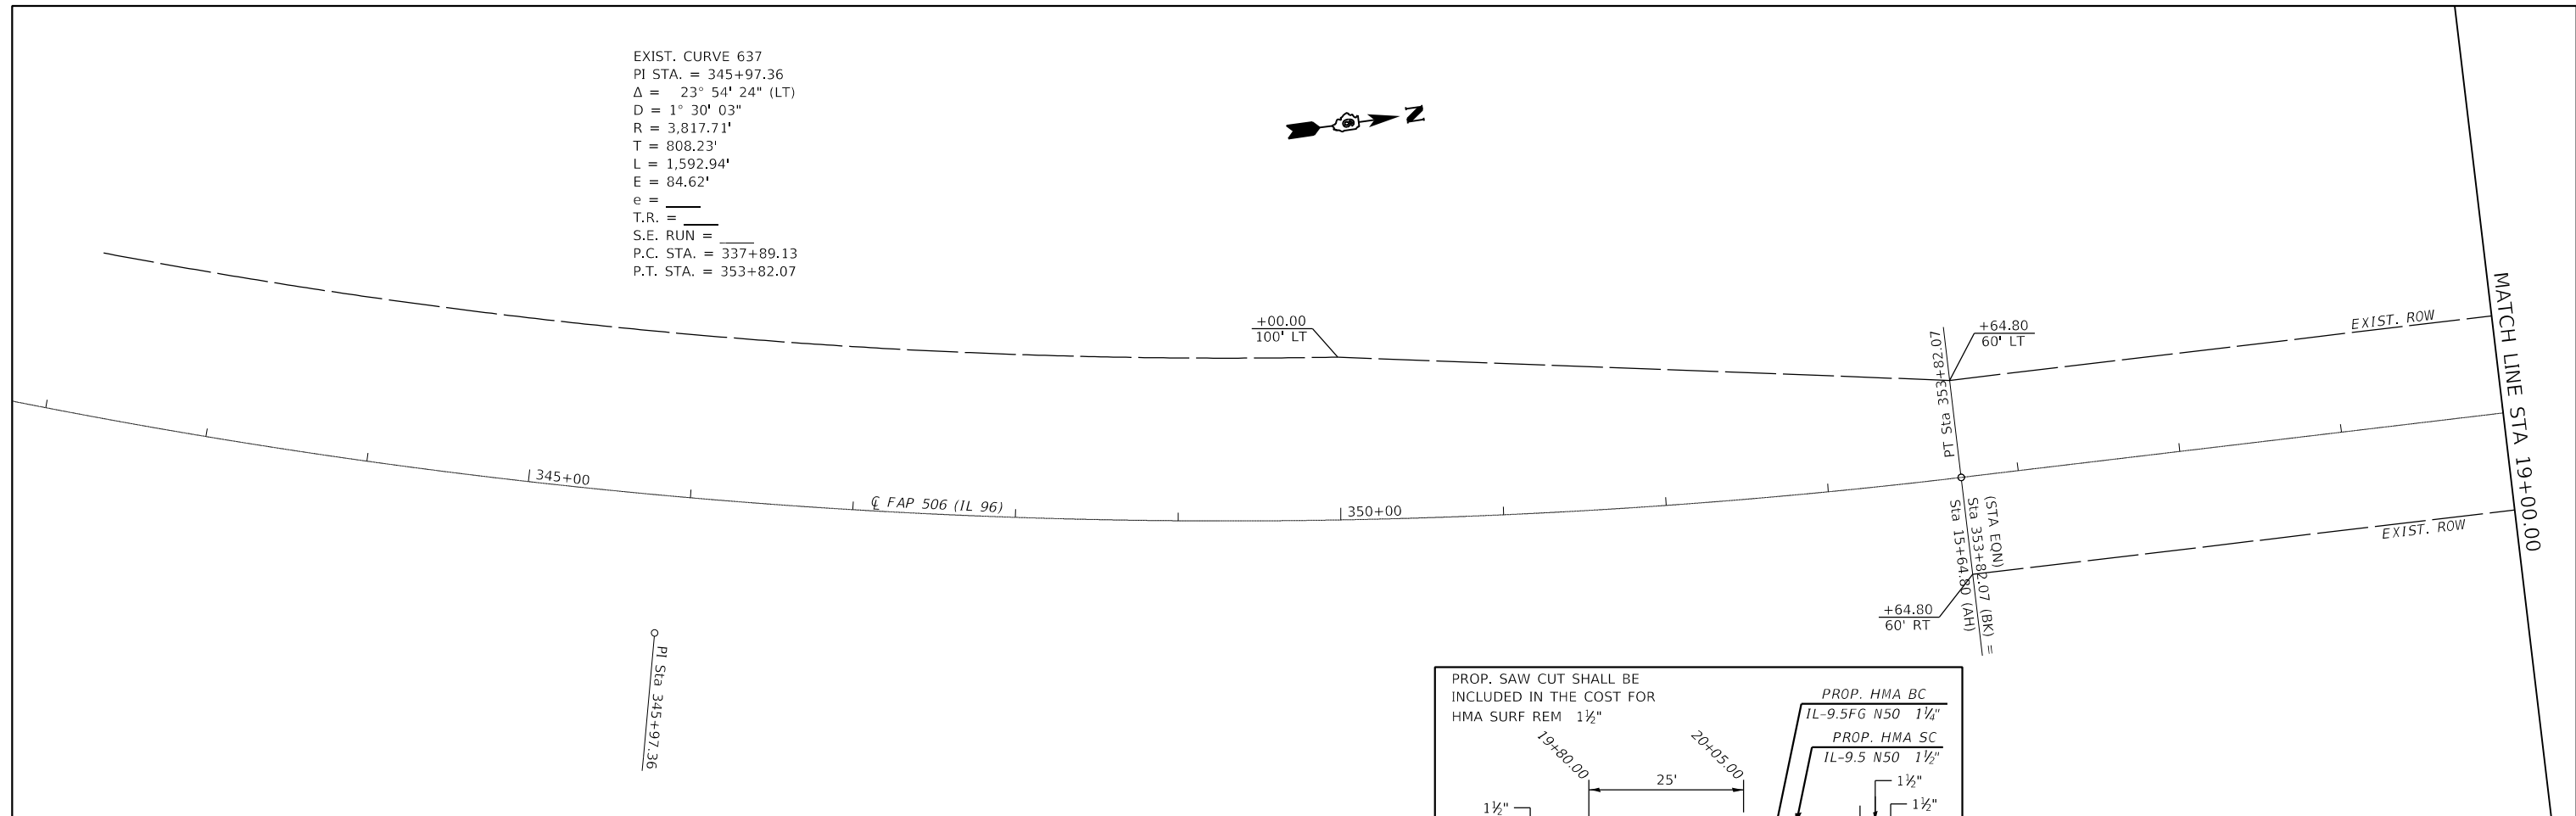 EXIST. CURVE 637
PI STA. = 345+97.36
Δ = 23° 54' 24" (LT)
D = 1° 30' 03"
R = 3,817.71'
T = 808.23'
L = 1,592.94'
E = 84.62'
e = ____
T.R. = ____
S.E. RUN = ____
P.C. STA. = 337+89.13
P.T. STA. = 353+82.07
N
+00.00
100' LT
PT Sta 353+82.07
+64.80
60' LT
EXIST. ROW
MATCH LINE STA 19+00.00
345+00
℄ FAP 506 (IL 96)
350+00
(STA EQN)
Sta 353+82.07 (BK) =
Sta 15+64.80 (AH)
EXIST. ROW
+64.80
60' RT
PI Sta 345+97.36
PROP. SAW CUT SHALL BE
INCLUDED IN THE COST FOR
HMA SURF REM 1½"
PROP. HMA BC
IL-9.5FG N50 1¼"
PROP. HMA SC
IL-9.5 N50 1½"
19+80.00
20+05.00
25'
1½"
1½"
1½"